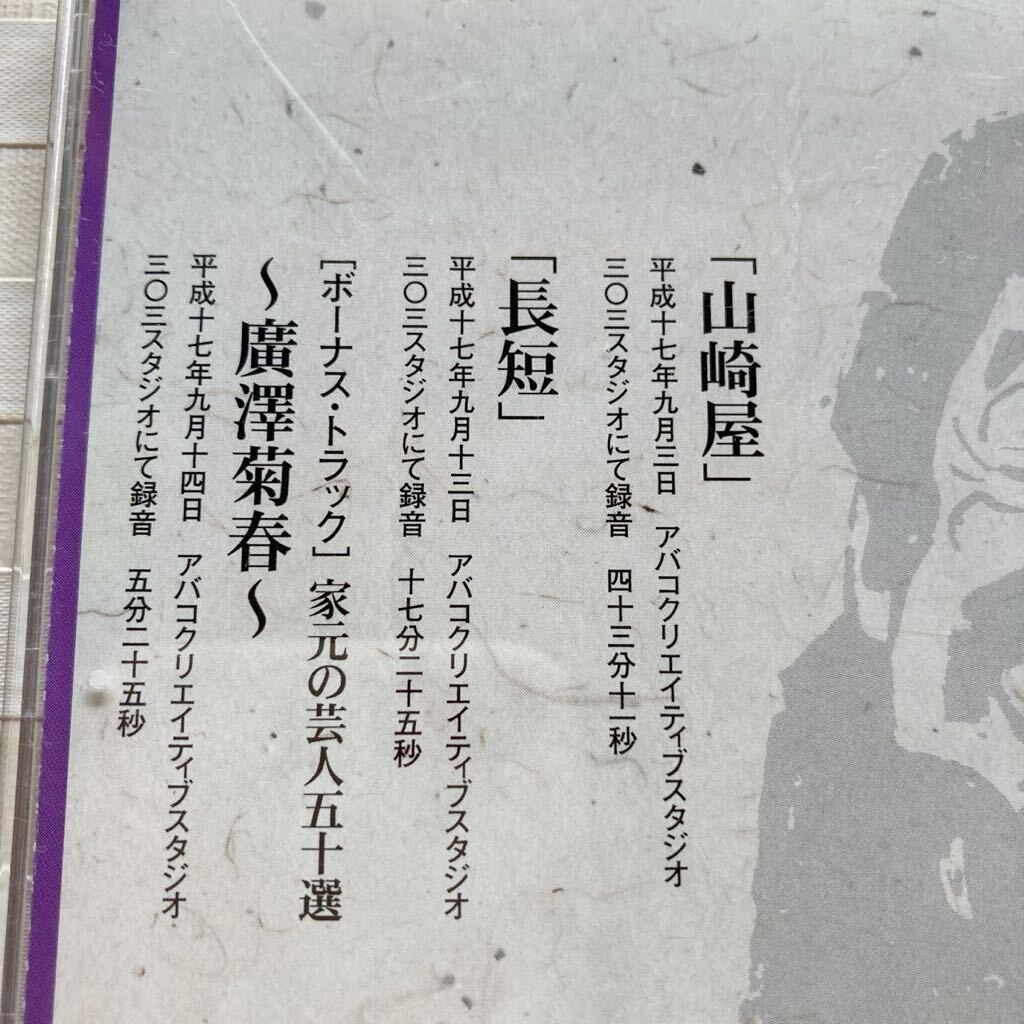 「山崎屋」
平成十七年九月三日　アバコクリエイティブスタジオ
三〇三スタジオにて録音　四十三分十一秒
「長短」
平成十七年九月十三日　アバコクリエイティブスタジオ
三〇三スタジオにて録音　十七分二十五秒
［ボーナス・トラック］家元の芸人五十選
〜廣澤菊春〜
平成十七年九月十四日　アバコクリエイティブスタジオ
三〇三スタジオにて録音　五分二十五秒